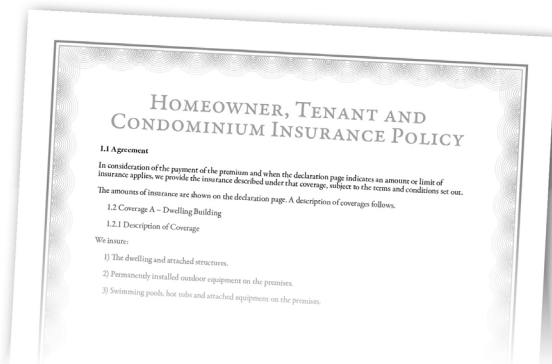 Homeowner, Tenant and
Condominium Insurance Policy
1.1 Agreement
In consideration of the payment of the premium and when the declaration page indicates an amount or limit of
insurance applies, we provide the insurance described under that coverage, subject to the terms and conditions set out.
The amounts of insurance are shown on the declaration page. A description of coverages follows.
1.2 Coverage A – Dwelling Building
1.2.1 Description of Coverage
We insure:
1) The dwelling and attached structures.
2) Permanently installed outdoor equipment on the premises.
3) Swimming pools, hot tubs and attached equipment on the premises.